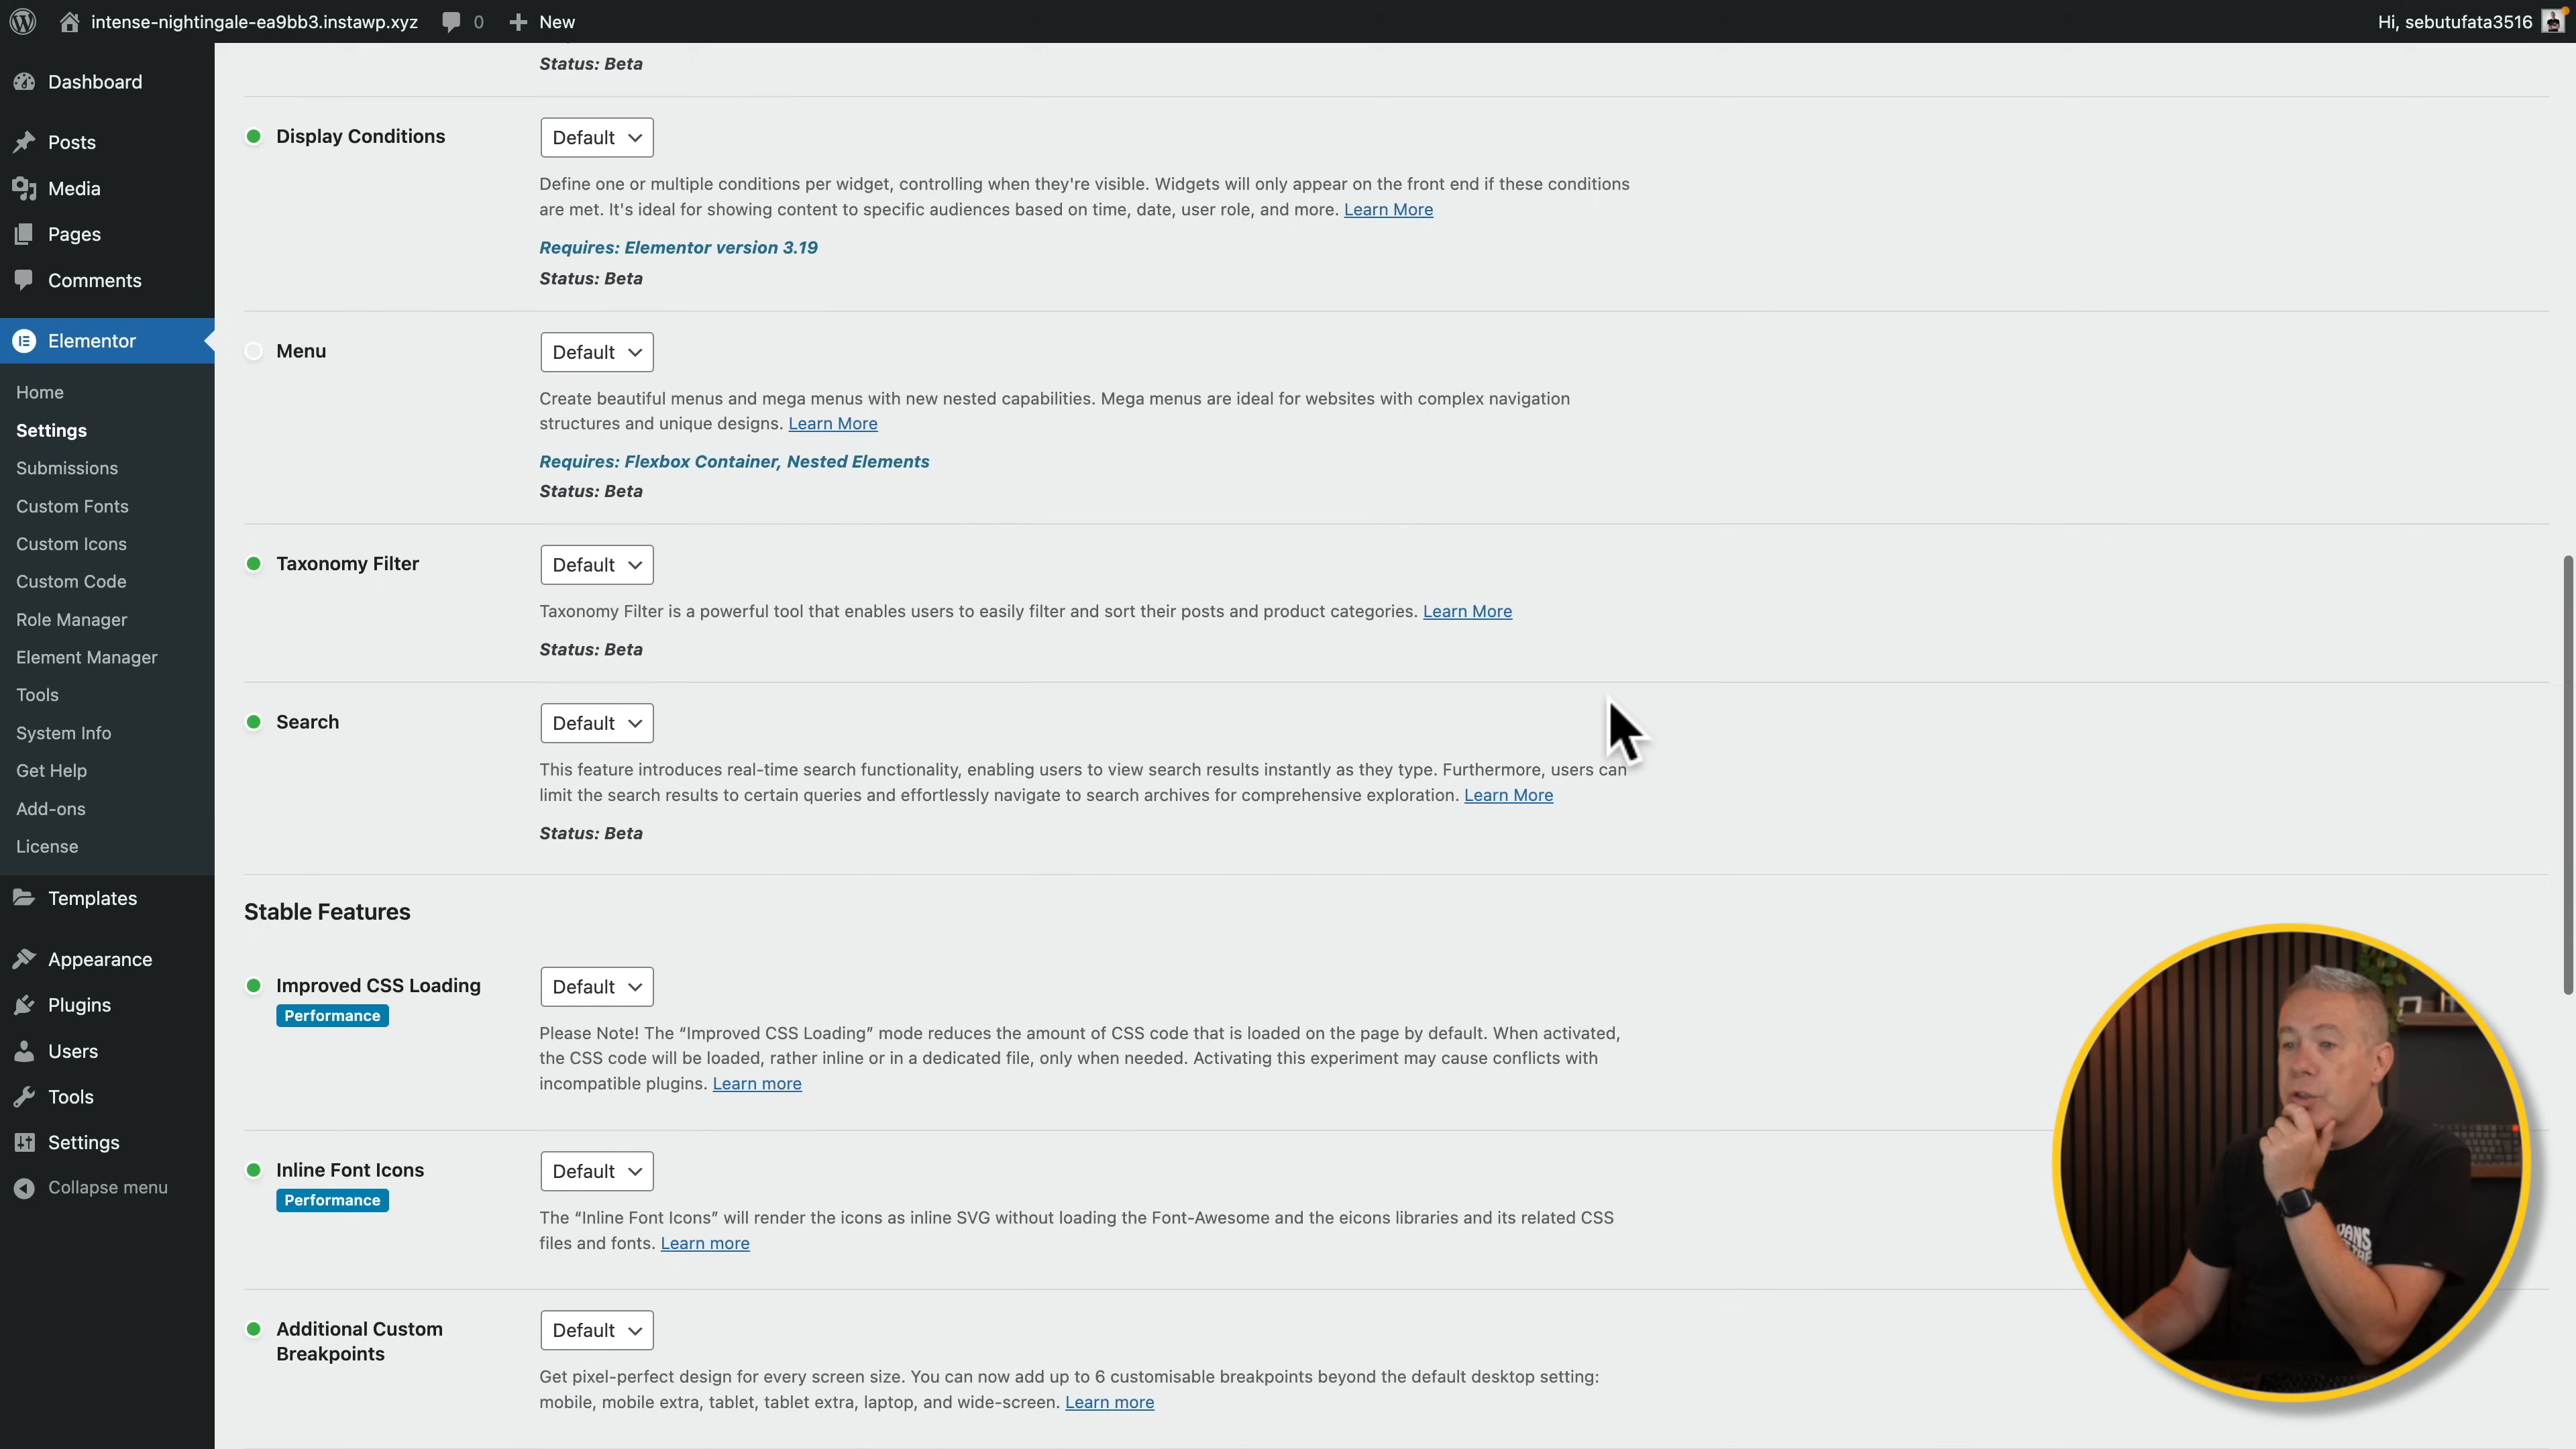 intense-nightingale-ea9bb3.instawp.xyz
0
New
Hi, sebutufata3516
Dashboard
Posts
Media
Pages
Comments
Elementor
Home
Settings
Submissions
Custom Fonts
Custom Icons
Custom Code
Role Manager
Element Manager
Tools
System Info
Get Help
Add-ons
License
Templates
Appearance
Plugins
Users
Tools
Settings
Collapse menu
Status: Beta
Display Conditions
Default
Define one or multiple conditions per widget, controlling when they're visible. Widgets will only appear on the front end if these conditions
are met. It's ideal for showing content to specific audiences based on time, date, user role, and more. Learn More
Requires: Elementor version 3.19
Status: Beta
Menu
Default
Create beautiful menus and mega menus with new nested capabilities. Mega menus are ideal for websites with complex navigation
structures and unique designs. Learn More
Requires: Flexbox Container, Nested Elements
Status: Beta
Taxonomy Filter
Default
Taxonomy Filter is a powerful tool that enables users to easily filter and sort their posts and product categories. Learn More
Status: Beta
Search
Default
This feature introduces real-time search functionality, enabling users to view search results instantly as they type. Furthermore, users can
limit the search results to certain queries and effortlessly navigate to search archives for comprehensive exploration. Learn More
Status: Beta
Stable Features
Improved CSS Loading
Performance
Default
Please Note! The “Improved CSS Loading” mode reduces the amount of CSS code that is loaded on the page by default. When activated,
the CSS code will be loaded, rather inline or in a dedicated file, only when needed. Activating this experiment may cause conflicts with
incompatible plugins. Learn more
Inline Font Icons
Performance
Default
The “Inline Font Icons” will render the icons as inline SVG without loading the Font-Awesome and the eicons libraries and its related CSS
files and fonts. Learn more
Additional Custom
Breakpoints
Default
Get pixel-perfect design for every screen size. You can now add up to 6 customisable breakpoints beyond the default desktop setting:
mobile, mobile extra, tablet, tablet extra, laptop, and wide-screen. Learn more